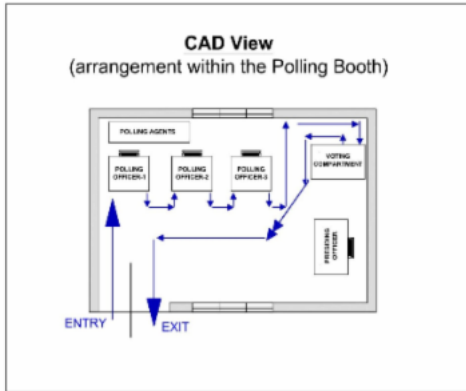 CAD View
(arrangement within the Polling Booth)
POLLING AGENTS
POLLING
OFFICER-1
POLLING
OFFICER-2
POLLING
OFFICER-3
VOTING
COMPARTMENT
PRESIDING
OFFICER
ENTRY
EXIT